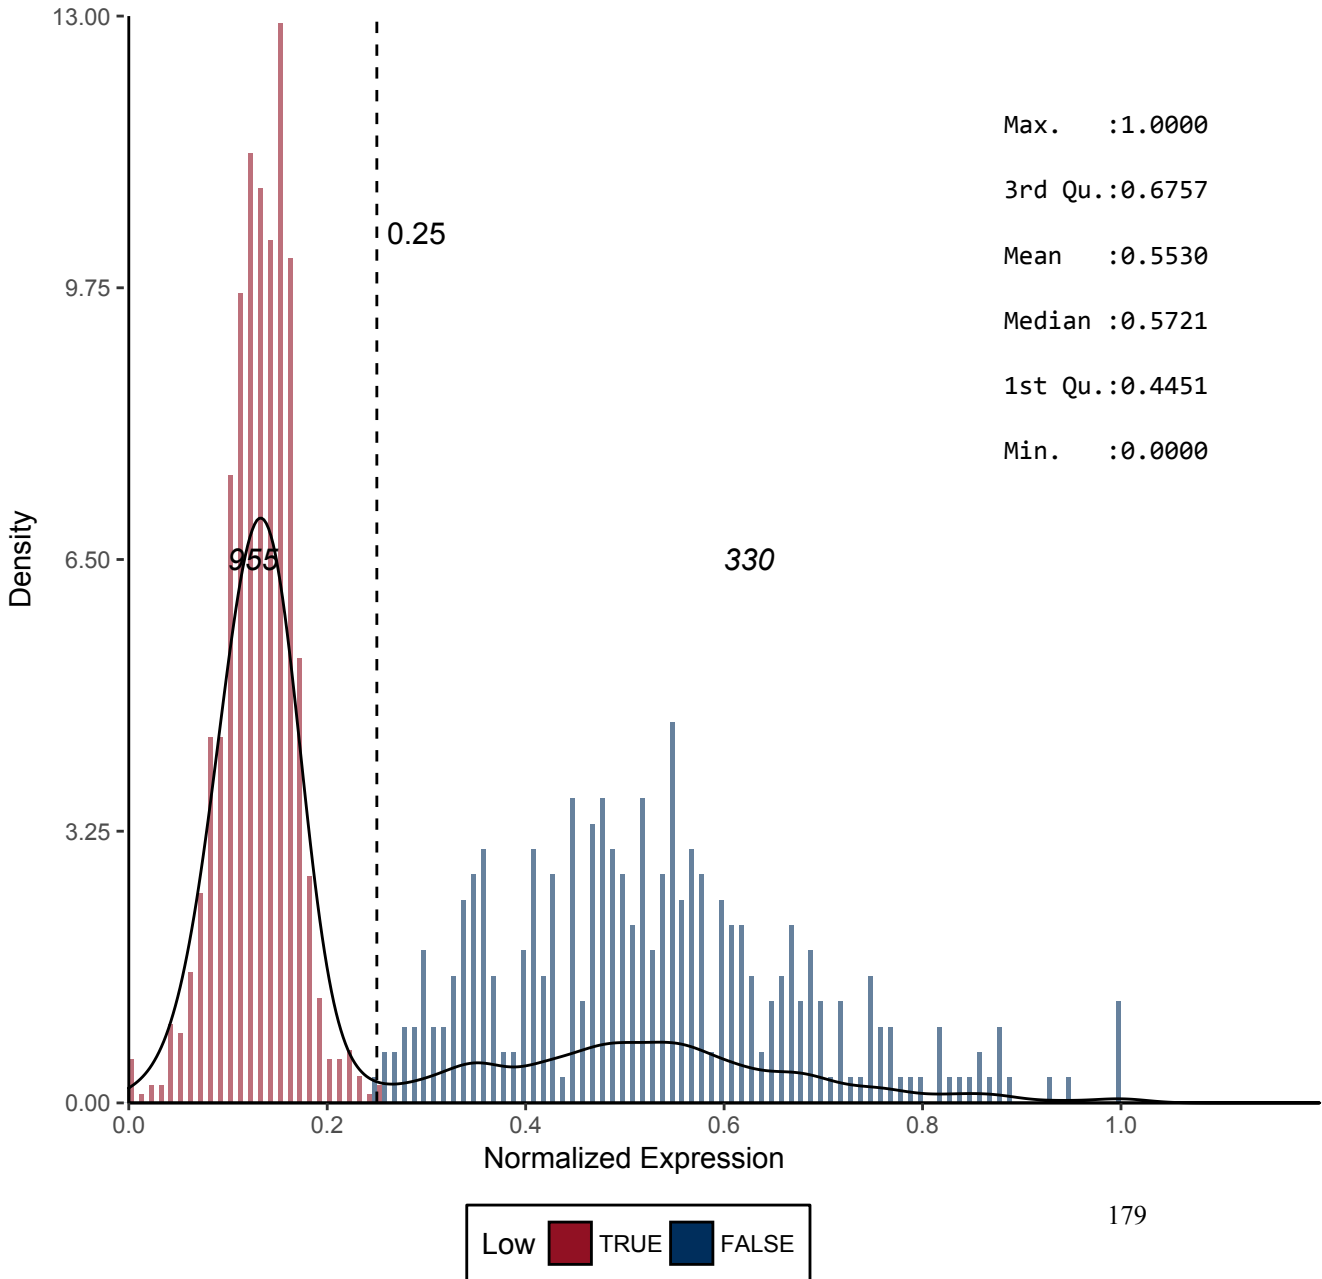 13.00
9.75
6.50
3.25
0.00
Density
0.25
Max.   :1.0000
3rd Qu.:0.6757
Mean   :0.5530
Median :0.5721
1st Qu.:0.4451
Min.   :0.0000
955
330
0.0 0.2 0.4 0.6 0.8 1.0
Normalized Expression
179
Low TRUE FALSE